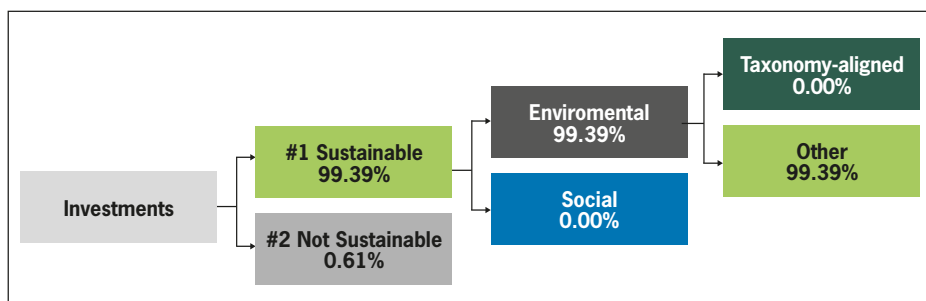 Investments
#1 Sustainable
99.39%
#2 Not Sustainable
0.61%
Enviromental
99.39%
Social
0.00%
Taxonomy-aligned
0.00%
Other
99.39%